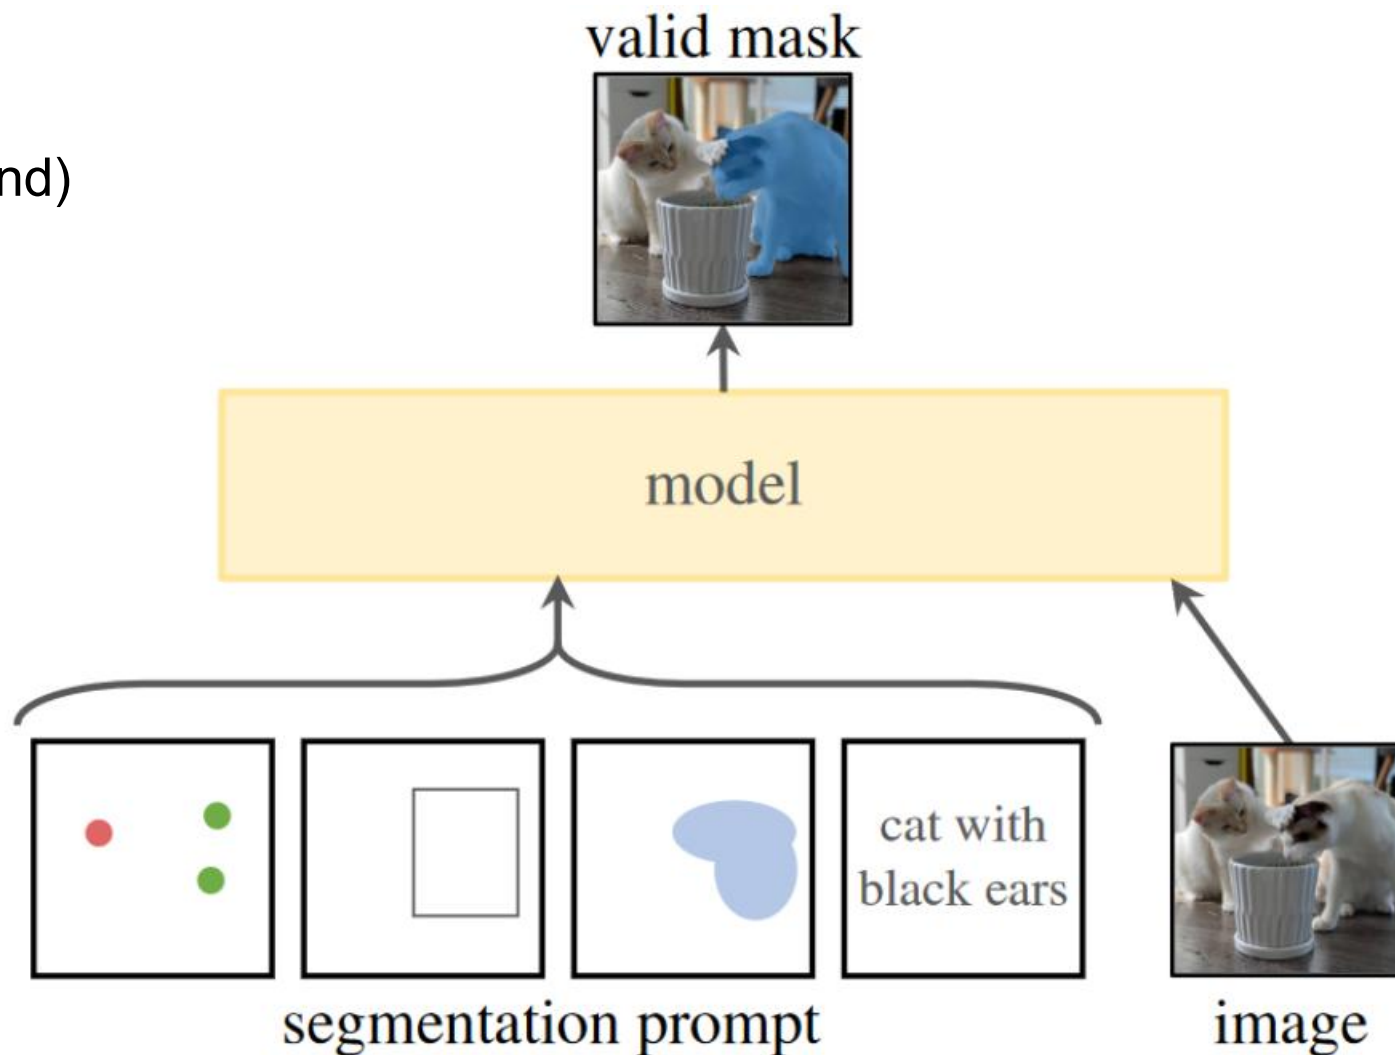 valid mask
nd)
model
cat with
black ears
segmentation prompt
image